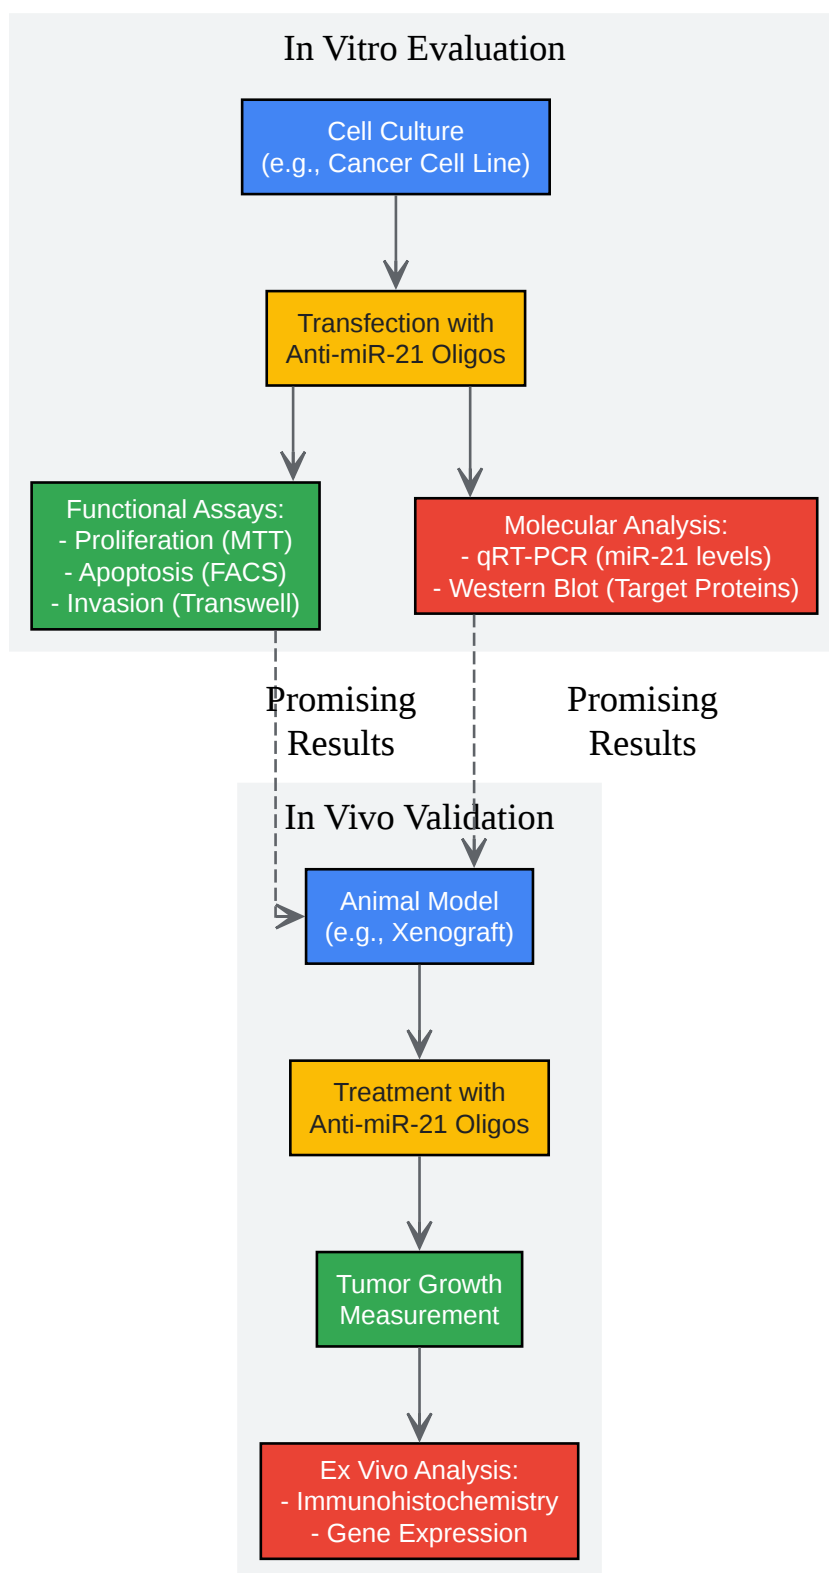 In Vitro Evaluation
Cell Culture
(e.g., Cancer Cell Line)
Transfection with
Anti-miR-21 Oligos
Functional Assays:
- Proliferation (MTT)
- Apoptosis (FACS)
- Invasion (Transwell)
Molecular Analysis:
- qRT-PCR (miR-21 levels)
- Western Blot (Target Proteins)
Promising
Results
Promising
Results
In Vivo Validation
Animal Model
(e.g., Xenograft)
Treatment with
Anti-miR-21 Oligos
Tumor Growth
Measurement
Ex Vivo Analysis:
- Immunohistochemistry
- Gene Expression